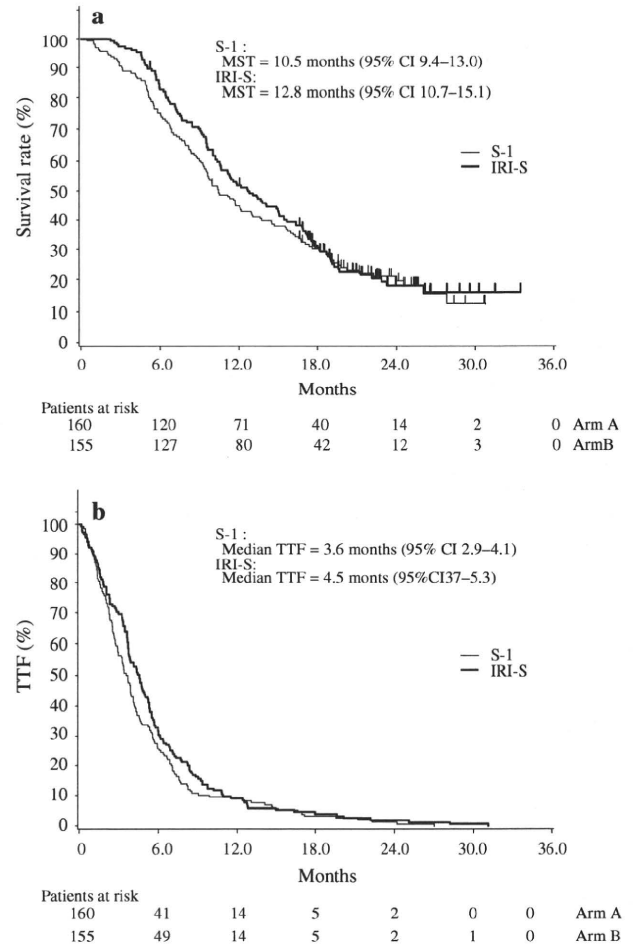 a
S-1 :
MST = 10.5 months (95% CI 9.4–13.0)
IRI-S:
MST = 12.8 months (95% CI 10.7–15.1)
S-1
IRI-S
Survival rate (%)
100
90
80
70
60
50
40
30
20
10
0
0 6.0 12.0 18.0 24.0 30.0 36.0
Months
Patients at risk
160 120 71 40 14 2 0 Arm A
155 127 80 42 12 3 0 ArmB
b
S-1 :
Median TTF = 3.6 months (95% CI 2.9–4.1)
IRI-S:
Median TTF = 4.5 monts (95%CI37–5.3)
S-1
IRI-S
TTF (%)
100
90
80
70
60
50
40
30
20
10
0
0 6.0 12.0 18.0 24.0 30.0 36.0
Months
Patients at risk
160 41 14 5 2 0 0 Arm A
155 49 14 5 2 1 0 Arm B